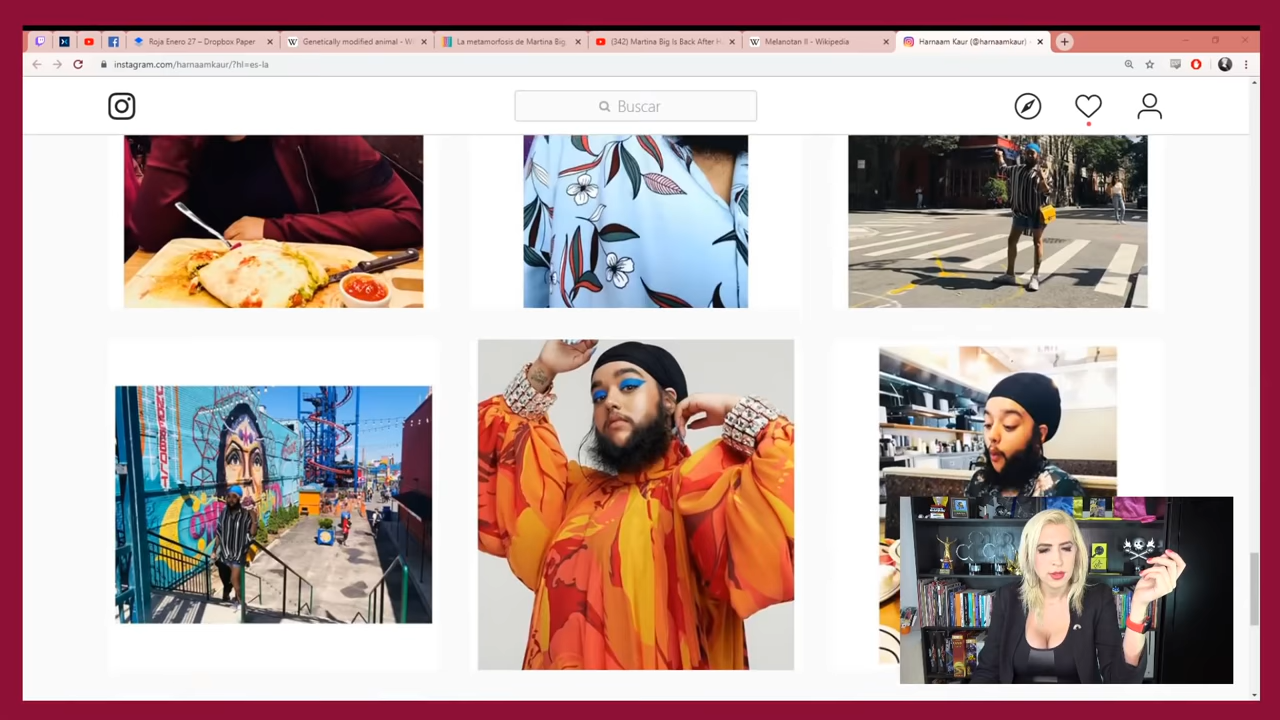 Roja Enero 27 – Dropbox Paper
Genetically modified animal - W
La metamorfosis de Martina Big.
(342) Martina Big Is Back After H
Melanotan II – Wikipedia
Harnaam Kaur (@harnaamkaur)
instagram.com/harnaamkaur/?hl=es-la
Buscar